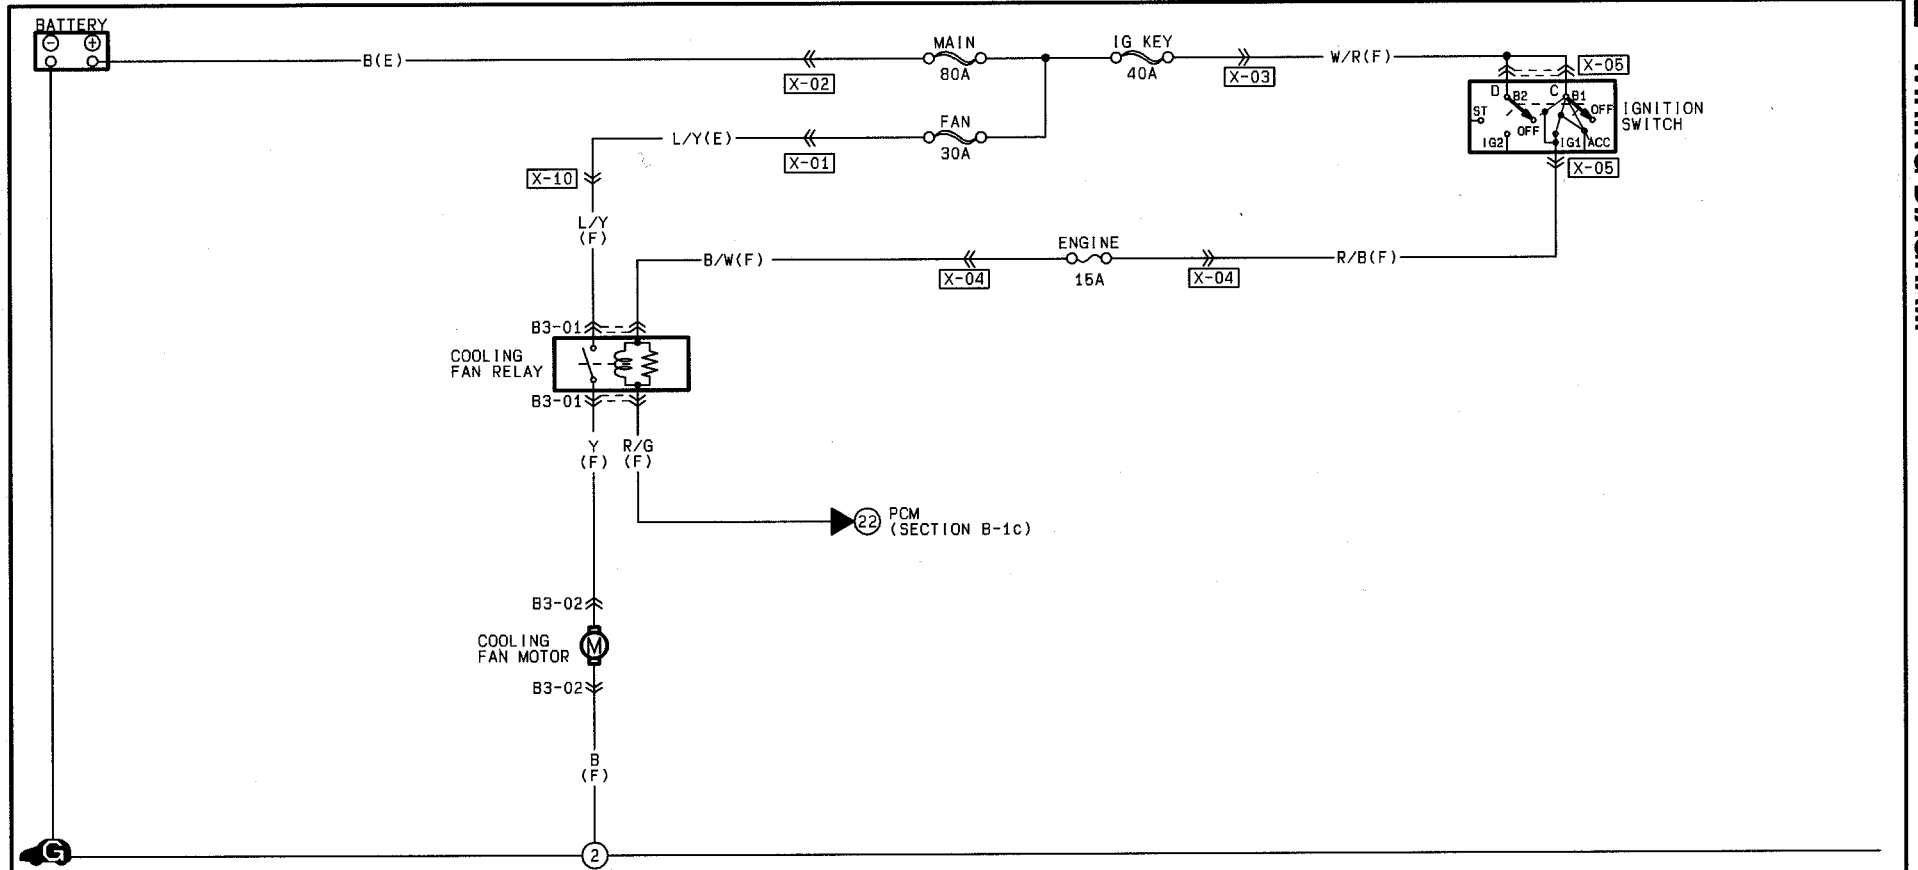 BATTERY
- +
B(E)
X-02
MAIN
80A
IG KEY
40A
X-03
W/R(F)
X-05
D B2 C B1
ST OFF OFF
IG2 IG1 ACC
IGNITION
SWITCH
X-05
L/Y(E)
X-01
FAN
30A
X-10
L/Y
(F)
B/W(F)
X-04
ENGINE
15A
X-04
R/B(F)
B3-01
COOLING
FAN RELAY
B3-01
Y
(F)
R/G
(F)
22
PCM
(SECTION B-1c)
B3-02
COOLING
FAN MOTOR
M
B3-02
B
(F)
G
2